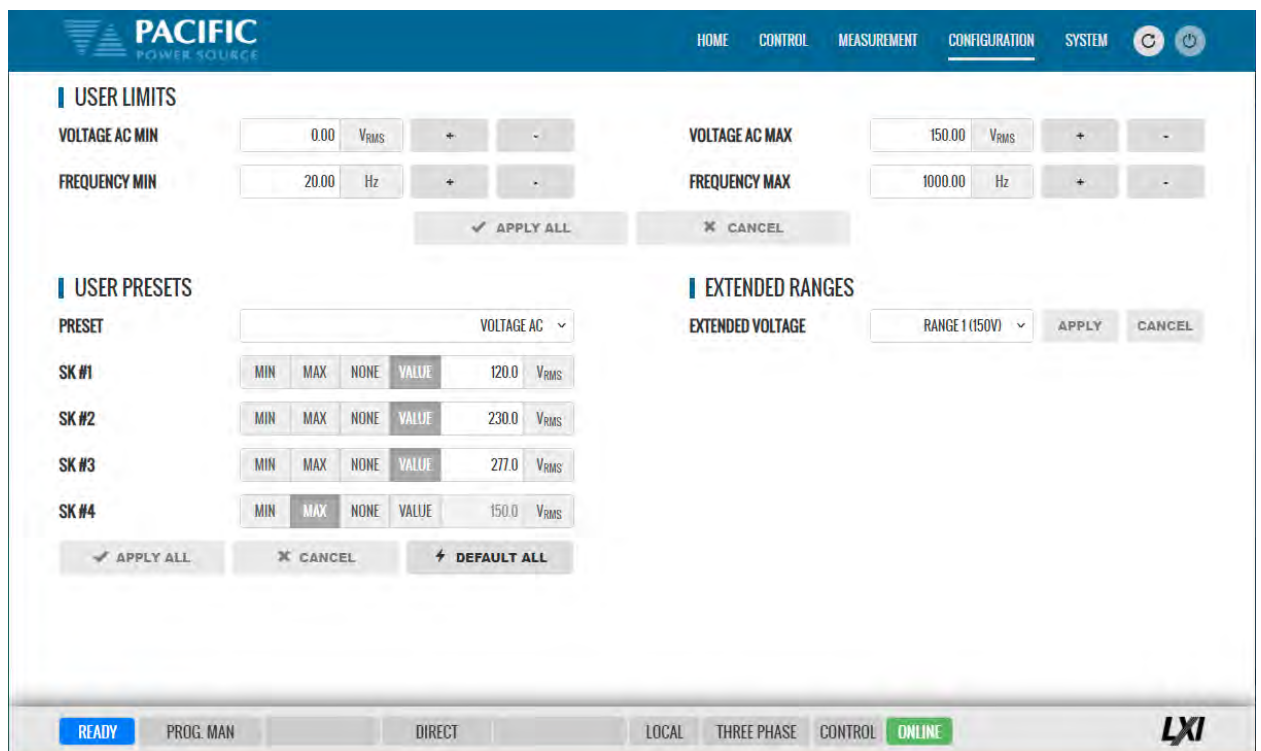 PACIFIC
POWER SOURCE
HOME CONTROL MEASUREMENT CONFIGURATION SYSTEM
USER LIMITS
VOLTAGE AC MIN 0.00 VRMS + - VOLTAGE AC MAX 150.00 VRMS + -
FREQUENCY MIN 20.00 Hz + - FREQUENCY MAX 1000.00 Hz + -
✔ APPLY ALL ✖ CANCEL
USER PRESETS EXTENDED RANGES
PRESET VOLTAGE AC EXTENDED VOLTAGE RANGE 1 (150V) APPLY CANCEL
SK #1 MIN MAX NONE VALUE 120.0 VRMS
SK #2 MIN MAX NONE VALUE 230.0 VRMS
SK #3 MIN MAX NONE VALUE 277.0 VRMS
SK #4 MIN MAX NONE VALUE 150.0 VRMS
✔ APPLY ALL ✖ CANCEL DEFAULT ALL
READY PROG. MAN DIRECT LOCAL THREE PHASE CONTROL ONLINE LXI